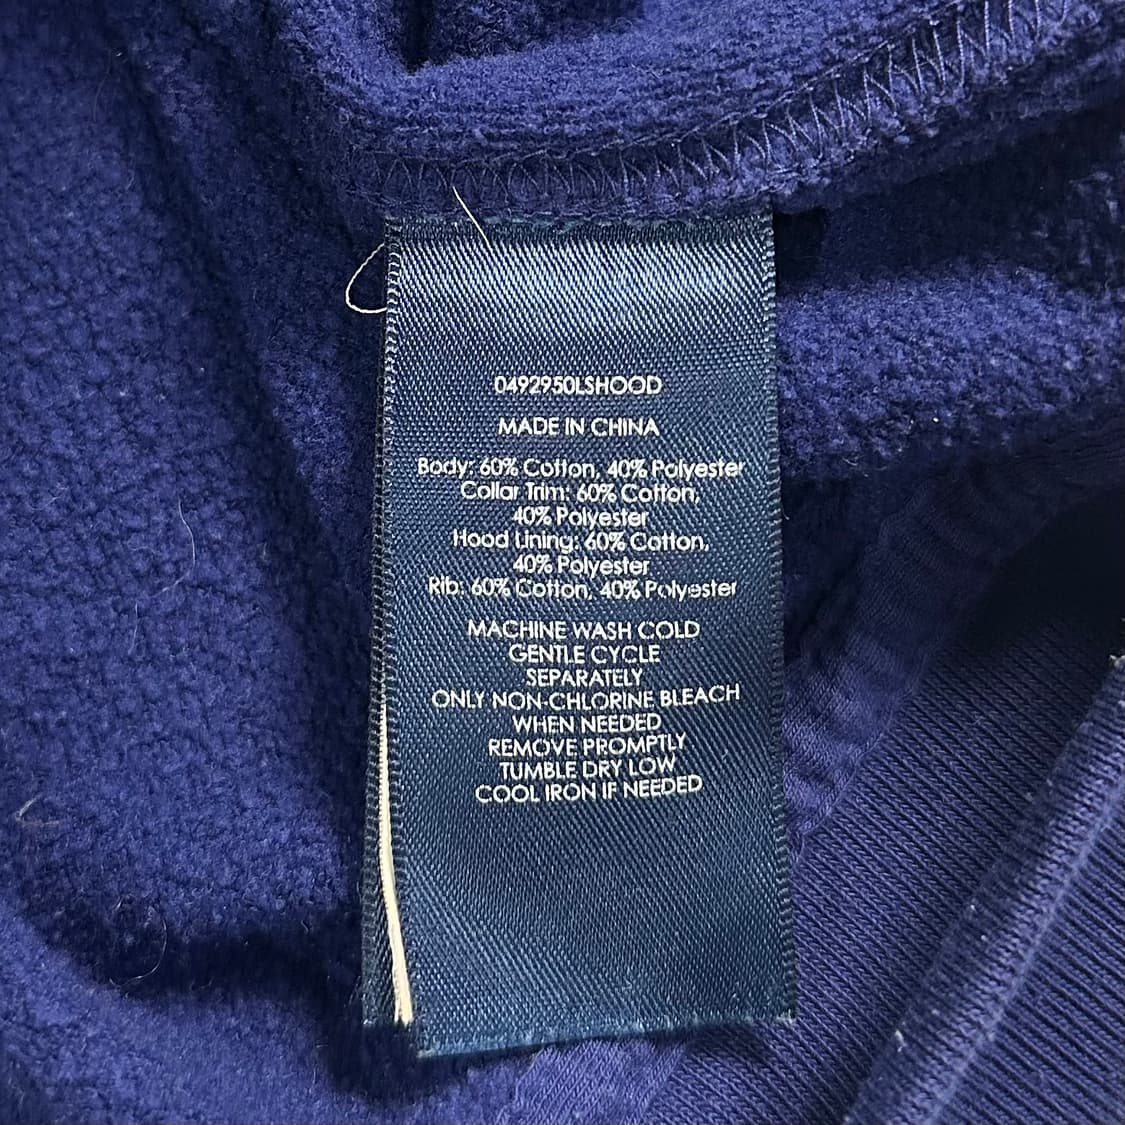 0492950LSHOOD
MADE IN CHINA
Body: 60% Cotton, 40% Polyester
Collar Trim: 60% Cotton,
40% Polyester
Hood Lining: 60% Cotton,
40% Polyester
Rib: 60% Cotton, 40% Polyester
MACHINE WASH COLD
GENTLE CYCLE
SEPARATELY
ONLY NON-CHLORINE BLEACH
WHEN NEEDED
REMOVE PROMPTLY
TUMBLE DRY LOW
COOL IRON IF NEEDED